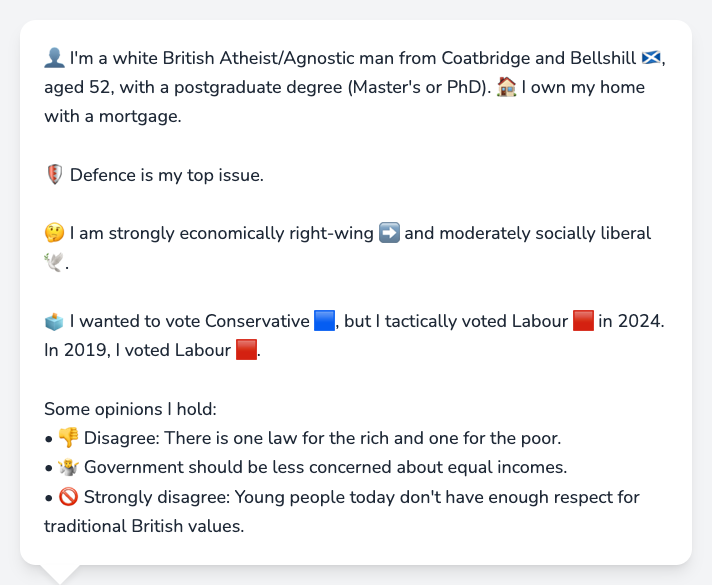 👤 I'm a white British Atheist/Agnostic man from Coatbridge and Bellshill 🏴󠁧󠁢󠁳󠁣󠁴󠁿,
aged 52, with a postgraduate degree (Master's or PhD). 🏠 I own my home
with a mortgage.
🛡️ Defence is my top issue.
🤔 I am strongly economically right-wing ➡️ and moderately socially liberal
🕊️.
🗳️ I wanted to vote Conservative 🟦, but I tactically voted Labour 🟥 in 2024.
In 2019, I voted Labour 🟥.
Some opinions I hold:
• 👎 Disagree: There is one law for the rich and one for the poor.
• 🤷 Government should be less concerned about equal incomes.
• 🚫 Strongly disagree: Young people today don't have enough respect for
traditional British values.